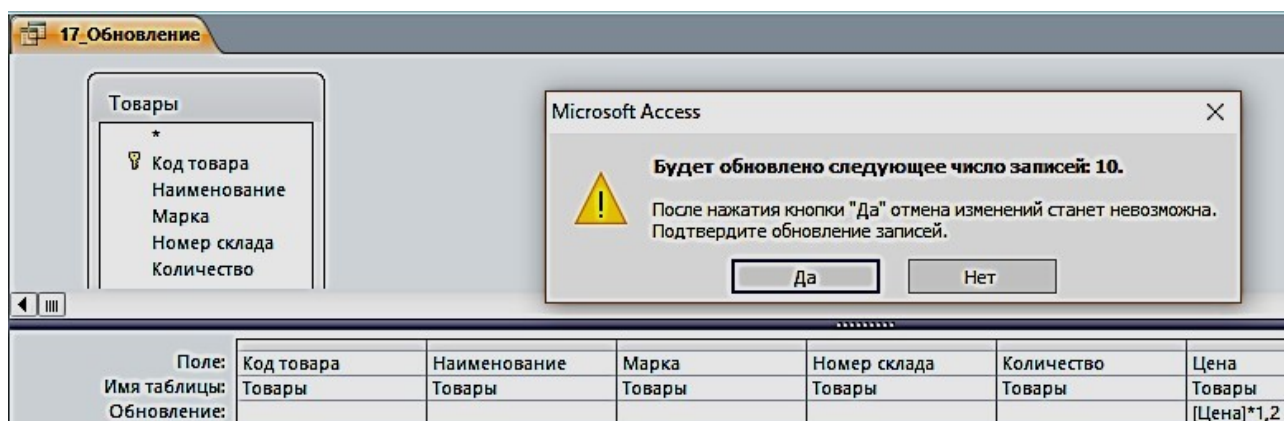 17_Обновление
Товары
*
Код товара
Наименование
Марка
Номер склада
Количество
Microsoft Access
Будет обновлено следующее число записей: 10.
После нажатия кнопки "Да" отмена изменений станет невозможна.
Подтвердите обновление записей.
Да Нет
Поле: Код товара Наименование Марка Номер склада Количество Цена
Имя таблицы: Товары Товары Товары Товары Товары Товары
Обновление: [Цена]*1,2